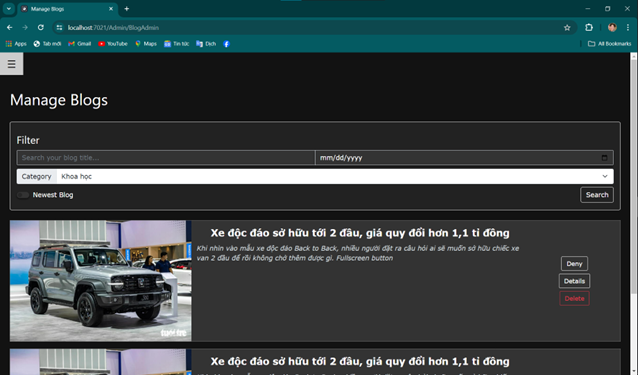 Manage Blogs
localhost:7021/Admin/BlogAdmin
Apps Tab mới Gmail YouTube Maps Tin tức Dịch All Bookmarks
Manage Blogs
Filter
Search your blog title... mm/dd/yyyy
Category Khoa học
Newest Blog Search
Xe độc đáo sở hữu tới 2 đầu, giá quy đổi hơn 1,1 tỉ đồng
Khi nhìn vào mẫu xe độc đáo Back to Back, nhiều người đặt ra câu hỏi ai sẽ muốn sở hữu chiếc xe
van 2 đầu để rồi không chở thêm được gì. Fullscreen button
Deny
Details
Delete
Xe độc đáo sở hữu tới 2 đầu, giá quy đổi hơn 1,1 tỉ đồng